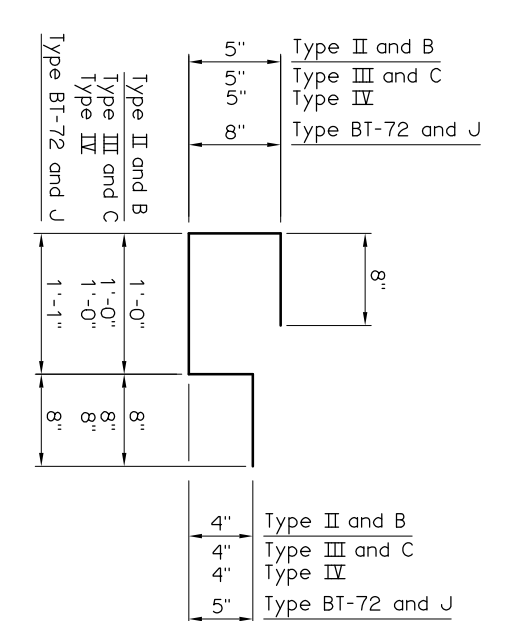 5" Type II and B
5" Type III and C
5" Type IV
8" Type BT-72 and J
Type II and B
Type III and C
Type IV
Type BT-72 and J
8"
1'-0"
1'-0"
1'-0"
1'-1"
8"
8"
8"
8"
4" Type II and B
4" Type III and C
4" Type IV
5" Type BT-72 and J